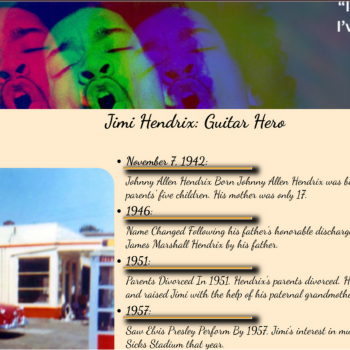 "I
I'v
Jimi Hendrix: Guitar Hero
November 7, 1942:
Johnny Allen Hendrix Born Johnny Allen Hendrix was b
parents' five children. His mother was only 17.
1946:
Name Changed Following his father's honorable discharg
James Marshall Hendrix by his father.
1951:
Parents Divorced In 1951, Hendrix's parents divorced. H
and raised Jimi with the help of his paternal grandmothe
1957:
Saw Elvis Presley Perform By 1957, Jimi's interest in mu
Sicks Stadium that year.